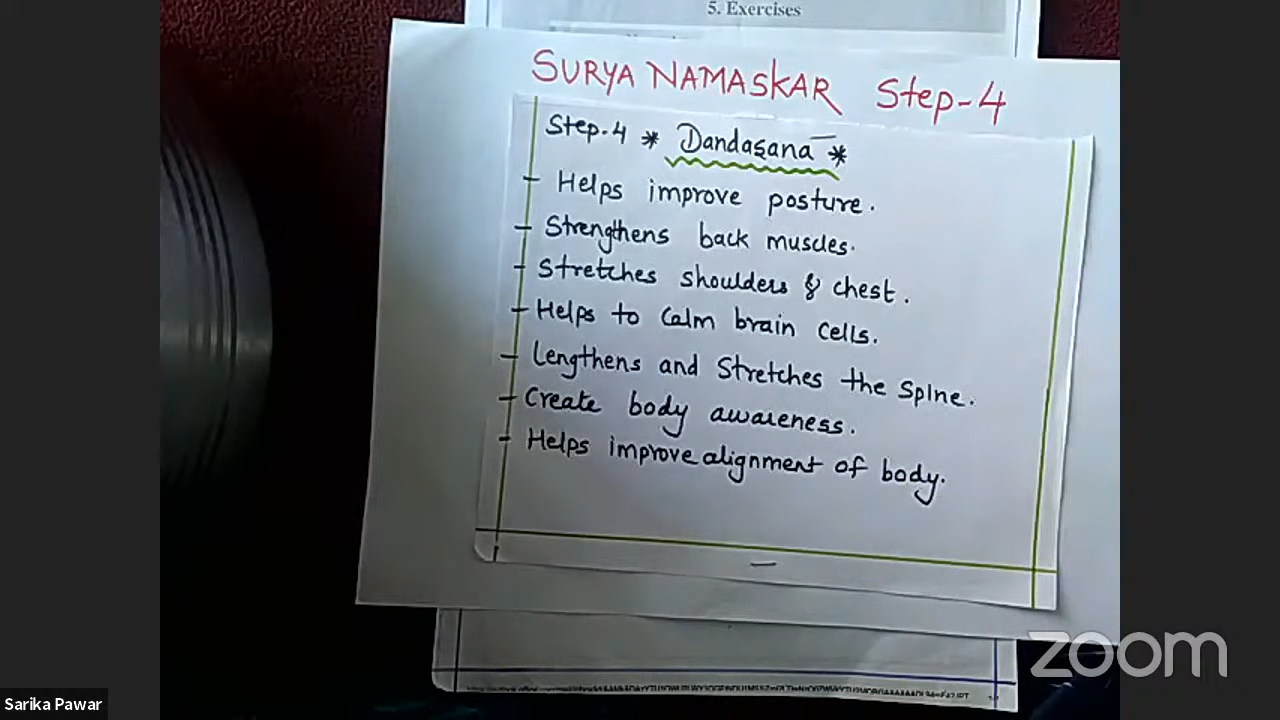 5. Exercises
SURYA NAMASKAR Step-4
Step-4 * Dandasana *
- Helps improve posture.
- Strengthens back muscles.
- Stretches shoulders & chest.
- Helps to Calm brain cells.
- Lengthens and Stretches the Spine.
- Create body awareness.
- Helps improve alignment of body.
zoom
Sarika Pawar